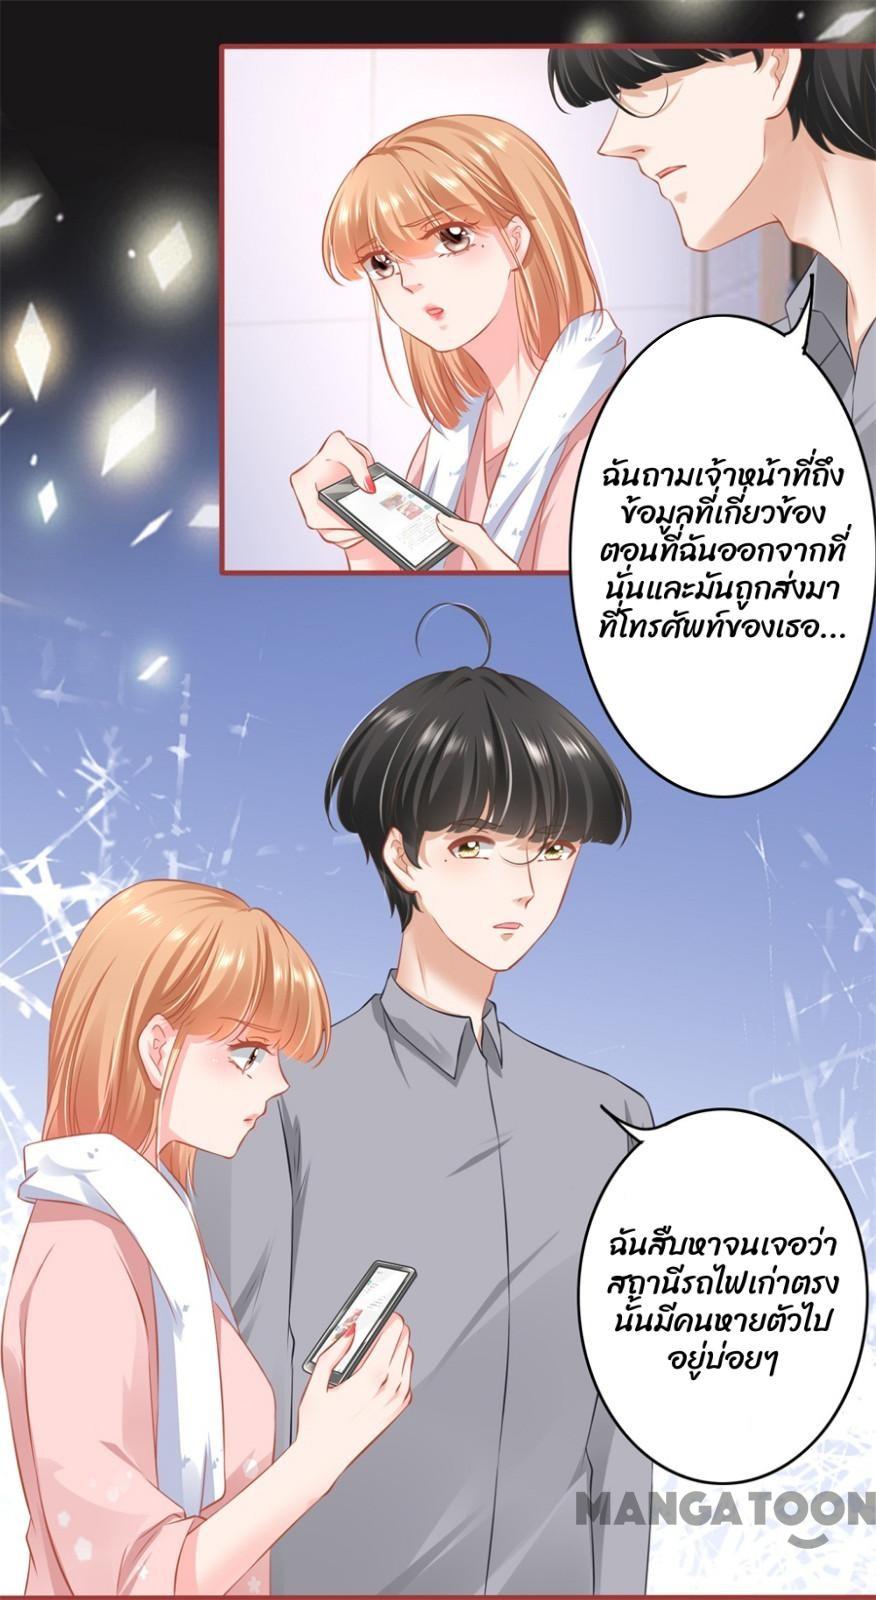 ฉันถามเจ้าหน้าที่ถึง
ข้อมูลที่เกี่ยวข้อง
ตอนที่ฉันออกจากที่
นั่นและมันถูกส่งมา
ที่โทรศัพท์ของเธอ...
ฉันสืบหาจนเจอว่า
สถานีรถไฟเก่าตรง
นั้นมีคนหายตัวไป
อยู่บ่อยๆ
MANGATOON